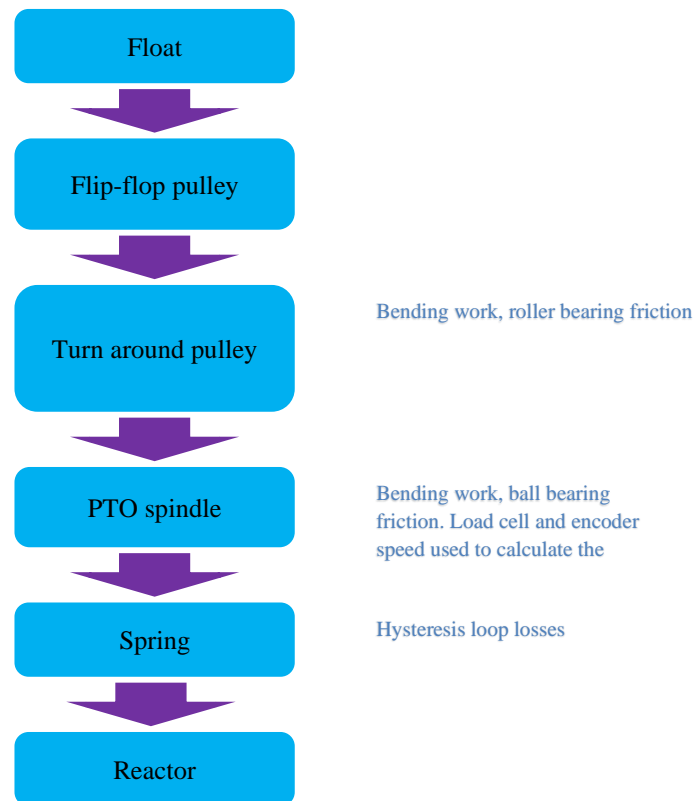 Float
Flip-flop pulley
Turn around pulley
Bending work, roller bearing friction
PTO spindle
Bending work, ball bearing
friction. Load cell and encoder
speed used to calculate the
Spring
Hysteresis loop losses
Reactor